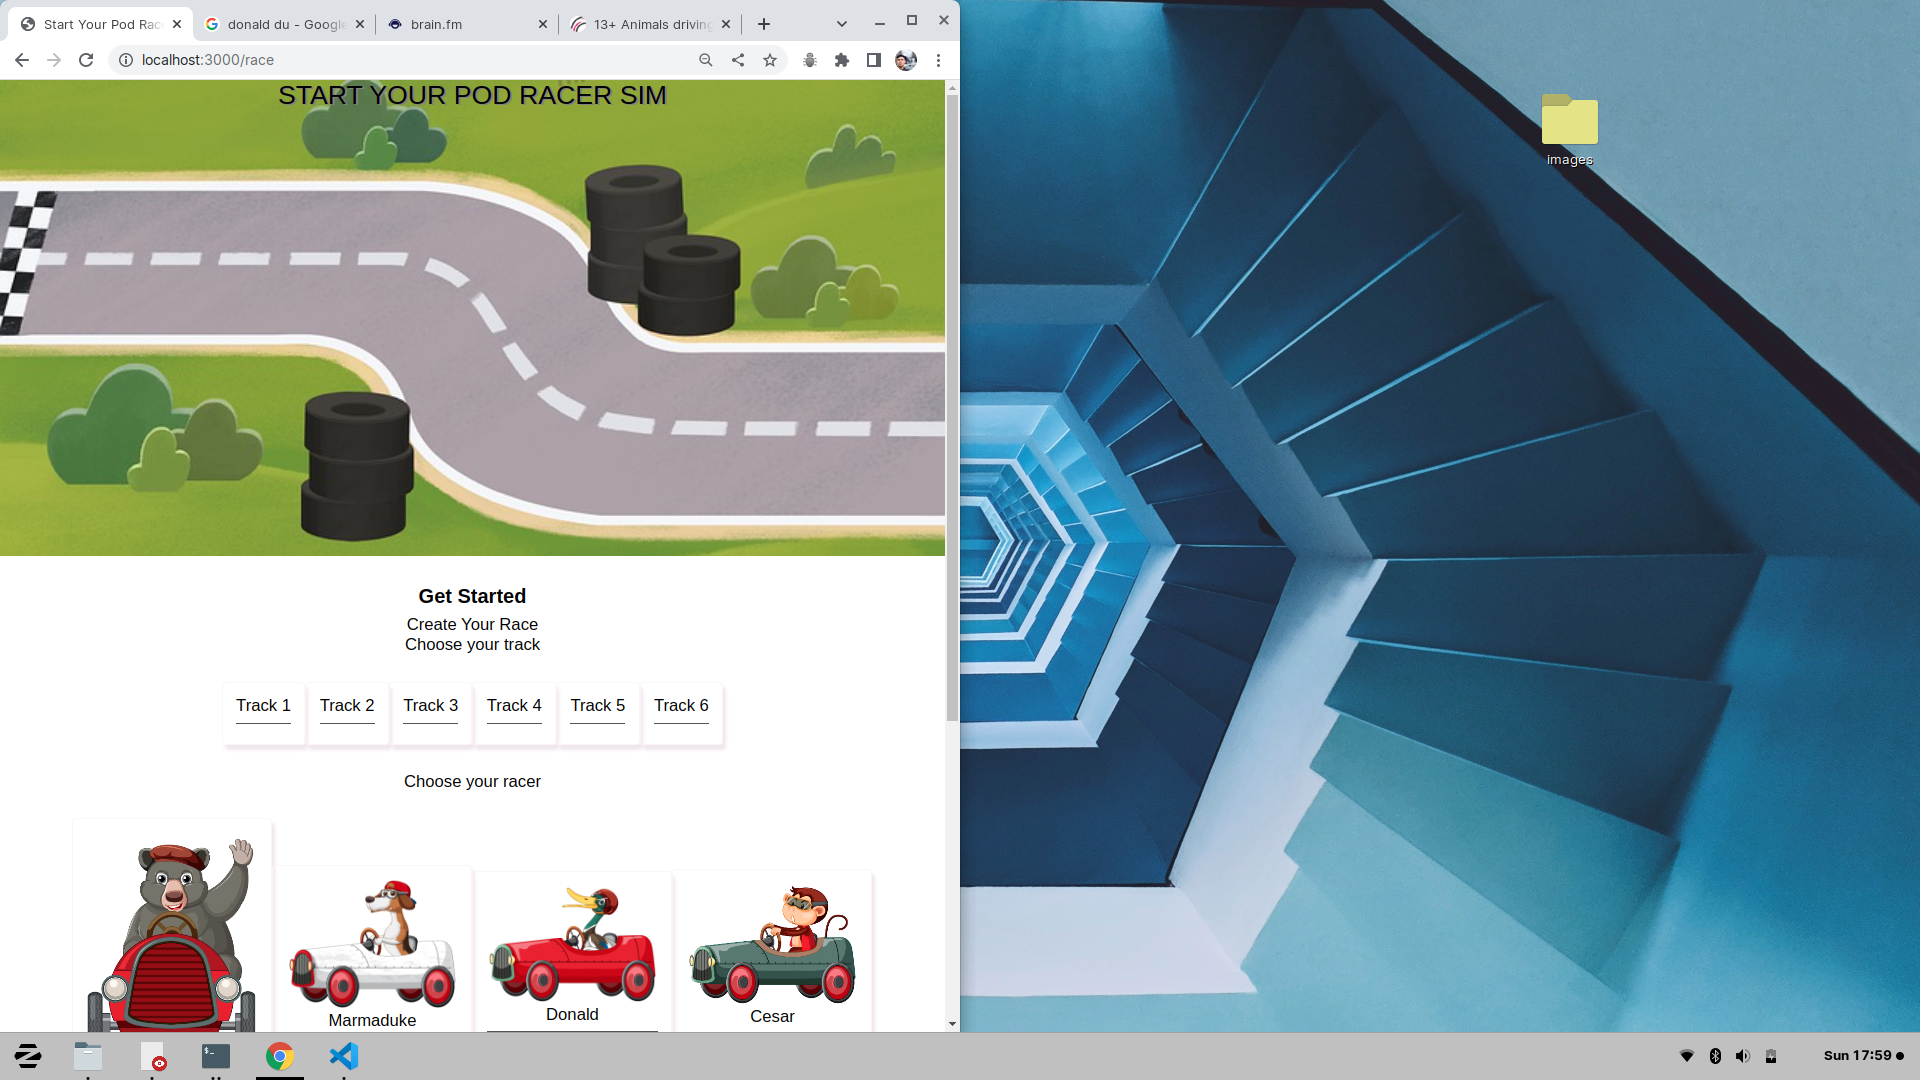 Start Your Pod Rac
donald du - Google
brain.fm
13+ Animals driving
localhost:3000/race
START YOUR POD RACER SIM
images
Get Started
Create Your Race
Choose your track
Track 1
Track 2
Track 3
Track 4
Track 5
Track 6
Choose your racer
Marmaduke
Donald
Cesar
Sun 17:59